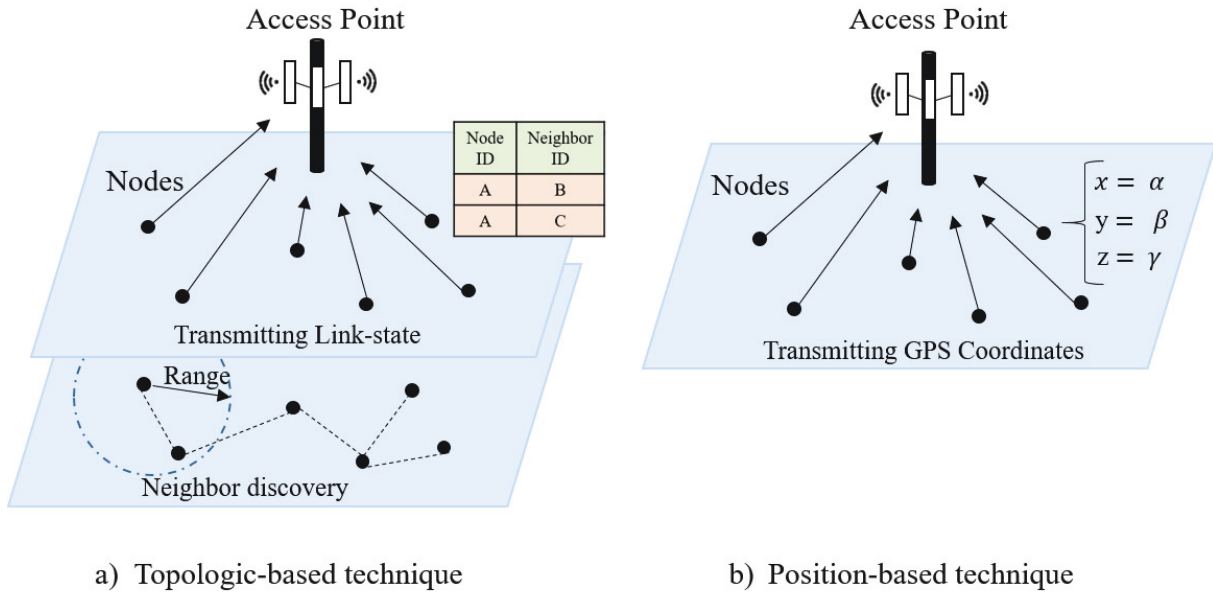 Access Point
Node ID
Neighbor ID
A B
A C
Nodes
Transmitting Link-state
Range
Neighbor discovery
a) Topologic-based technique
Access Point
Nodes
x = α
y = β
z = γ
Transmitting GPS Coordinates
b) Position-based technique